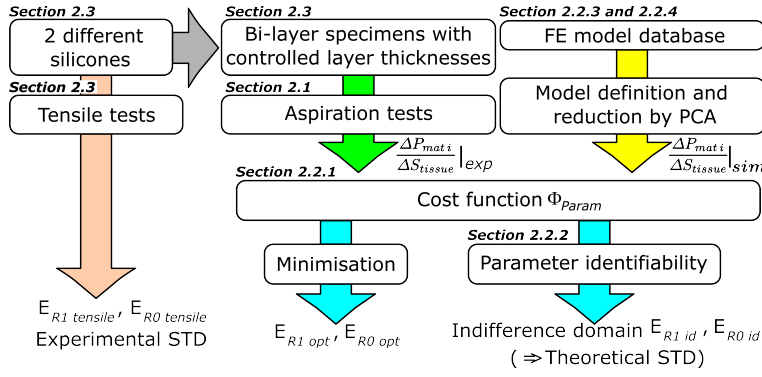 Section 2.3
2 different
silicones
Section 2.3
Tensile tests
E_R1 tensile, E_R0 tensile
Experimental STD
Section 2.3
Bi-layer specimens with
controlled layer thicknesses
Section 2.1
Aspiration tests
ΔP_mat i / ΔS_tissue |exp
Section 2.2.3 and 2.2.4
FE model database
Model definition and
reduction by PCA
ΔP_mat i / ΔS_tissue |sim
Section 2.2.1
Cost function Φ_Param
Minimisation
E_R1 opt, E_R0 opt
Section 2.2.2
Parameter identifiability
Indifference domain E_R1 id, E_R0 id
(⇒Theoretical STD)